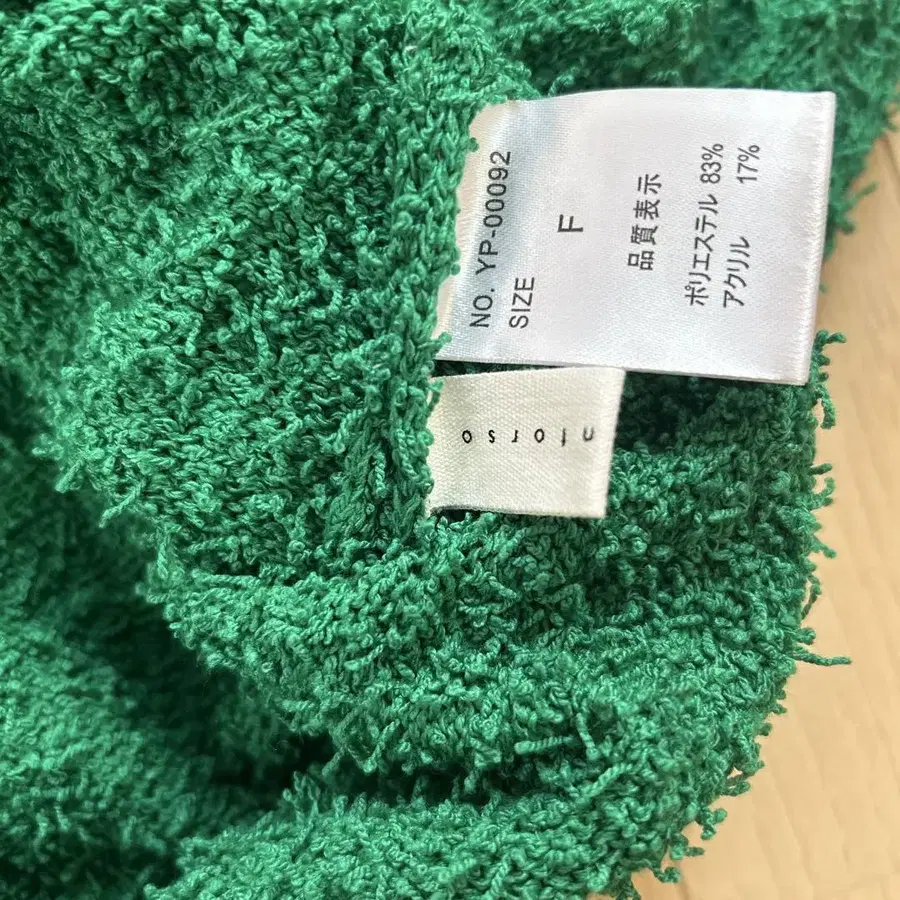 NO. YP-00092
SIZE
F
品質表示
ポリエステル 83%
アクリル 17%
utorso